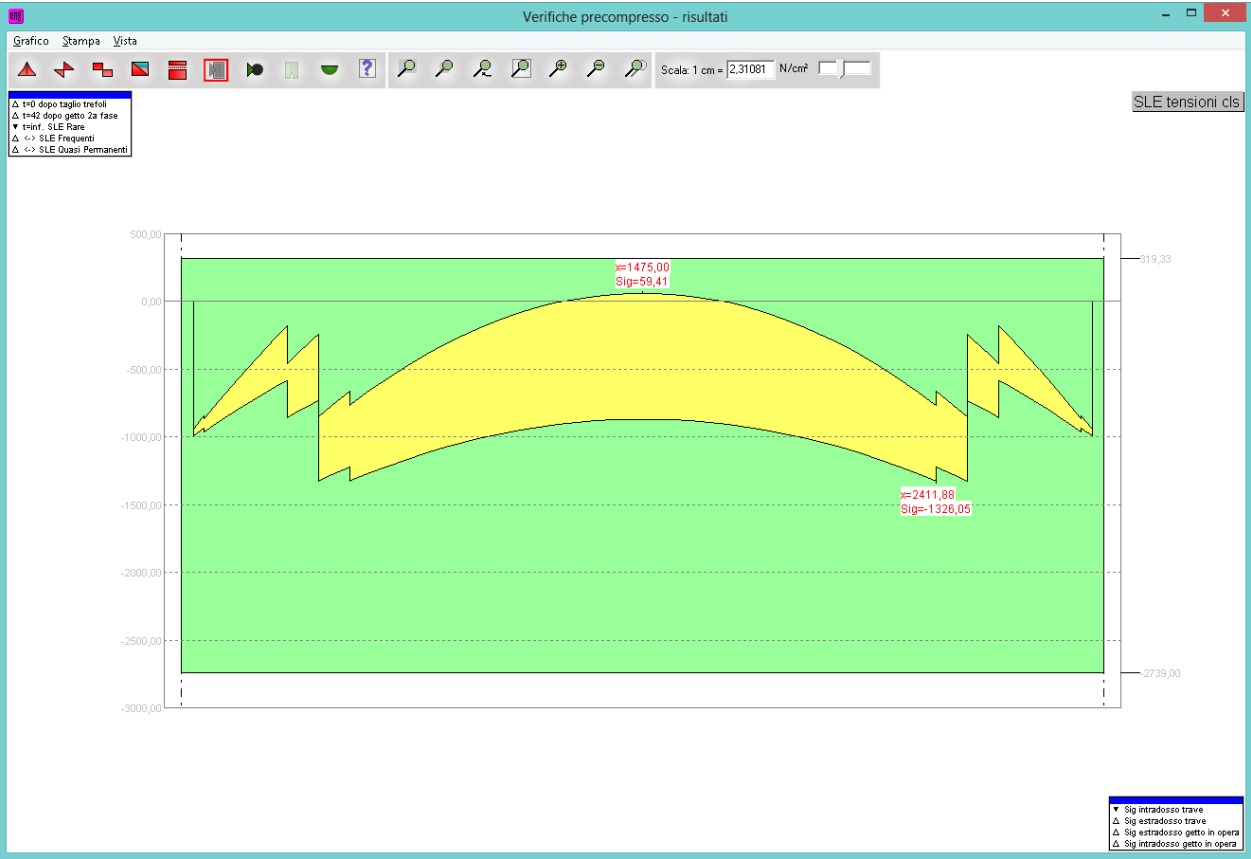 eng
Verifiche precompresso - risultati
Grafico Stampa Vista
Scala: 1 cm = 2,31081 N/cm²
t=0 dopo taglio trefoli
t=42 dopo getto 2a fase
t=inf. SLE Rare
<-> SLE Frequenti
<-> SLE Quasi Permanenti
SLE tensioni cls
500,00
319,33
x=1475,00
Sig=59,41
0,00
-500,00
-1000,00
x=2411,88
Sig=-1326,05
-1500,00
-2000,00
-2500,00
-2739,00
-3000,00
Sig intradosso trave
Sig estradosso trave
Sig estradosso getto in opera
Sig intradosso getto in opera